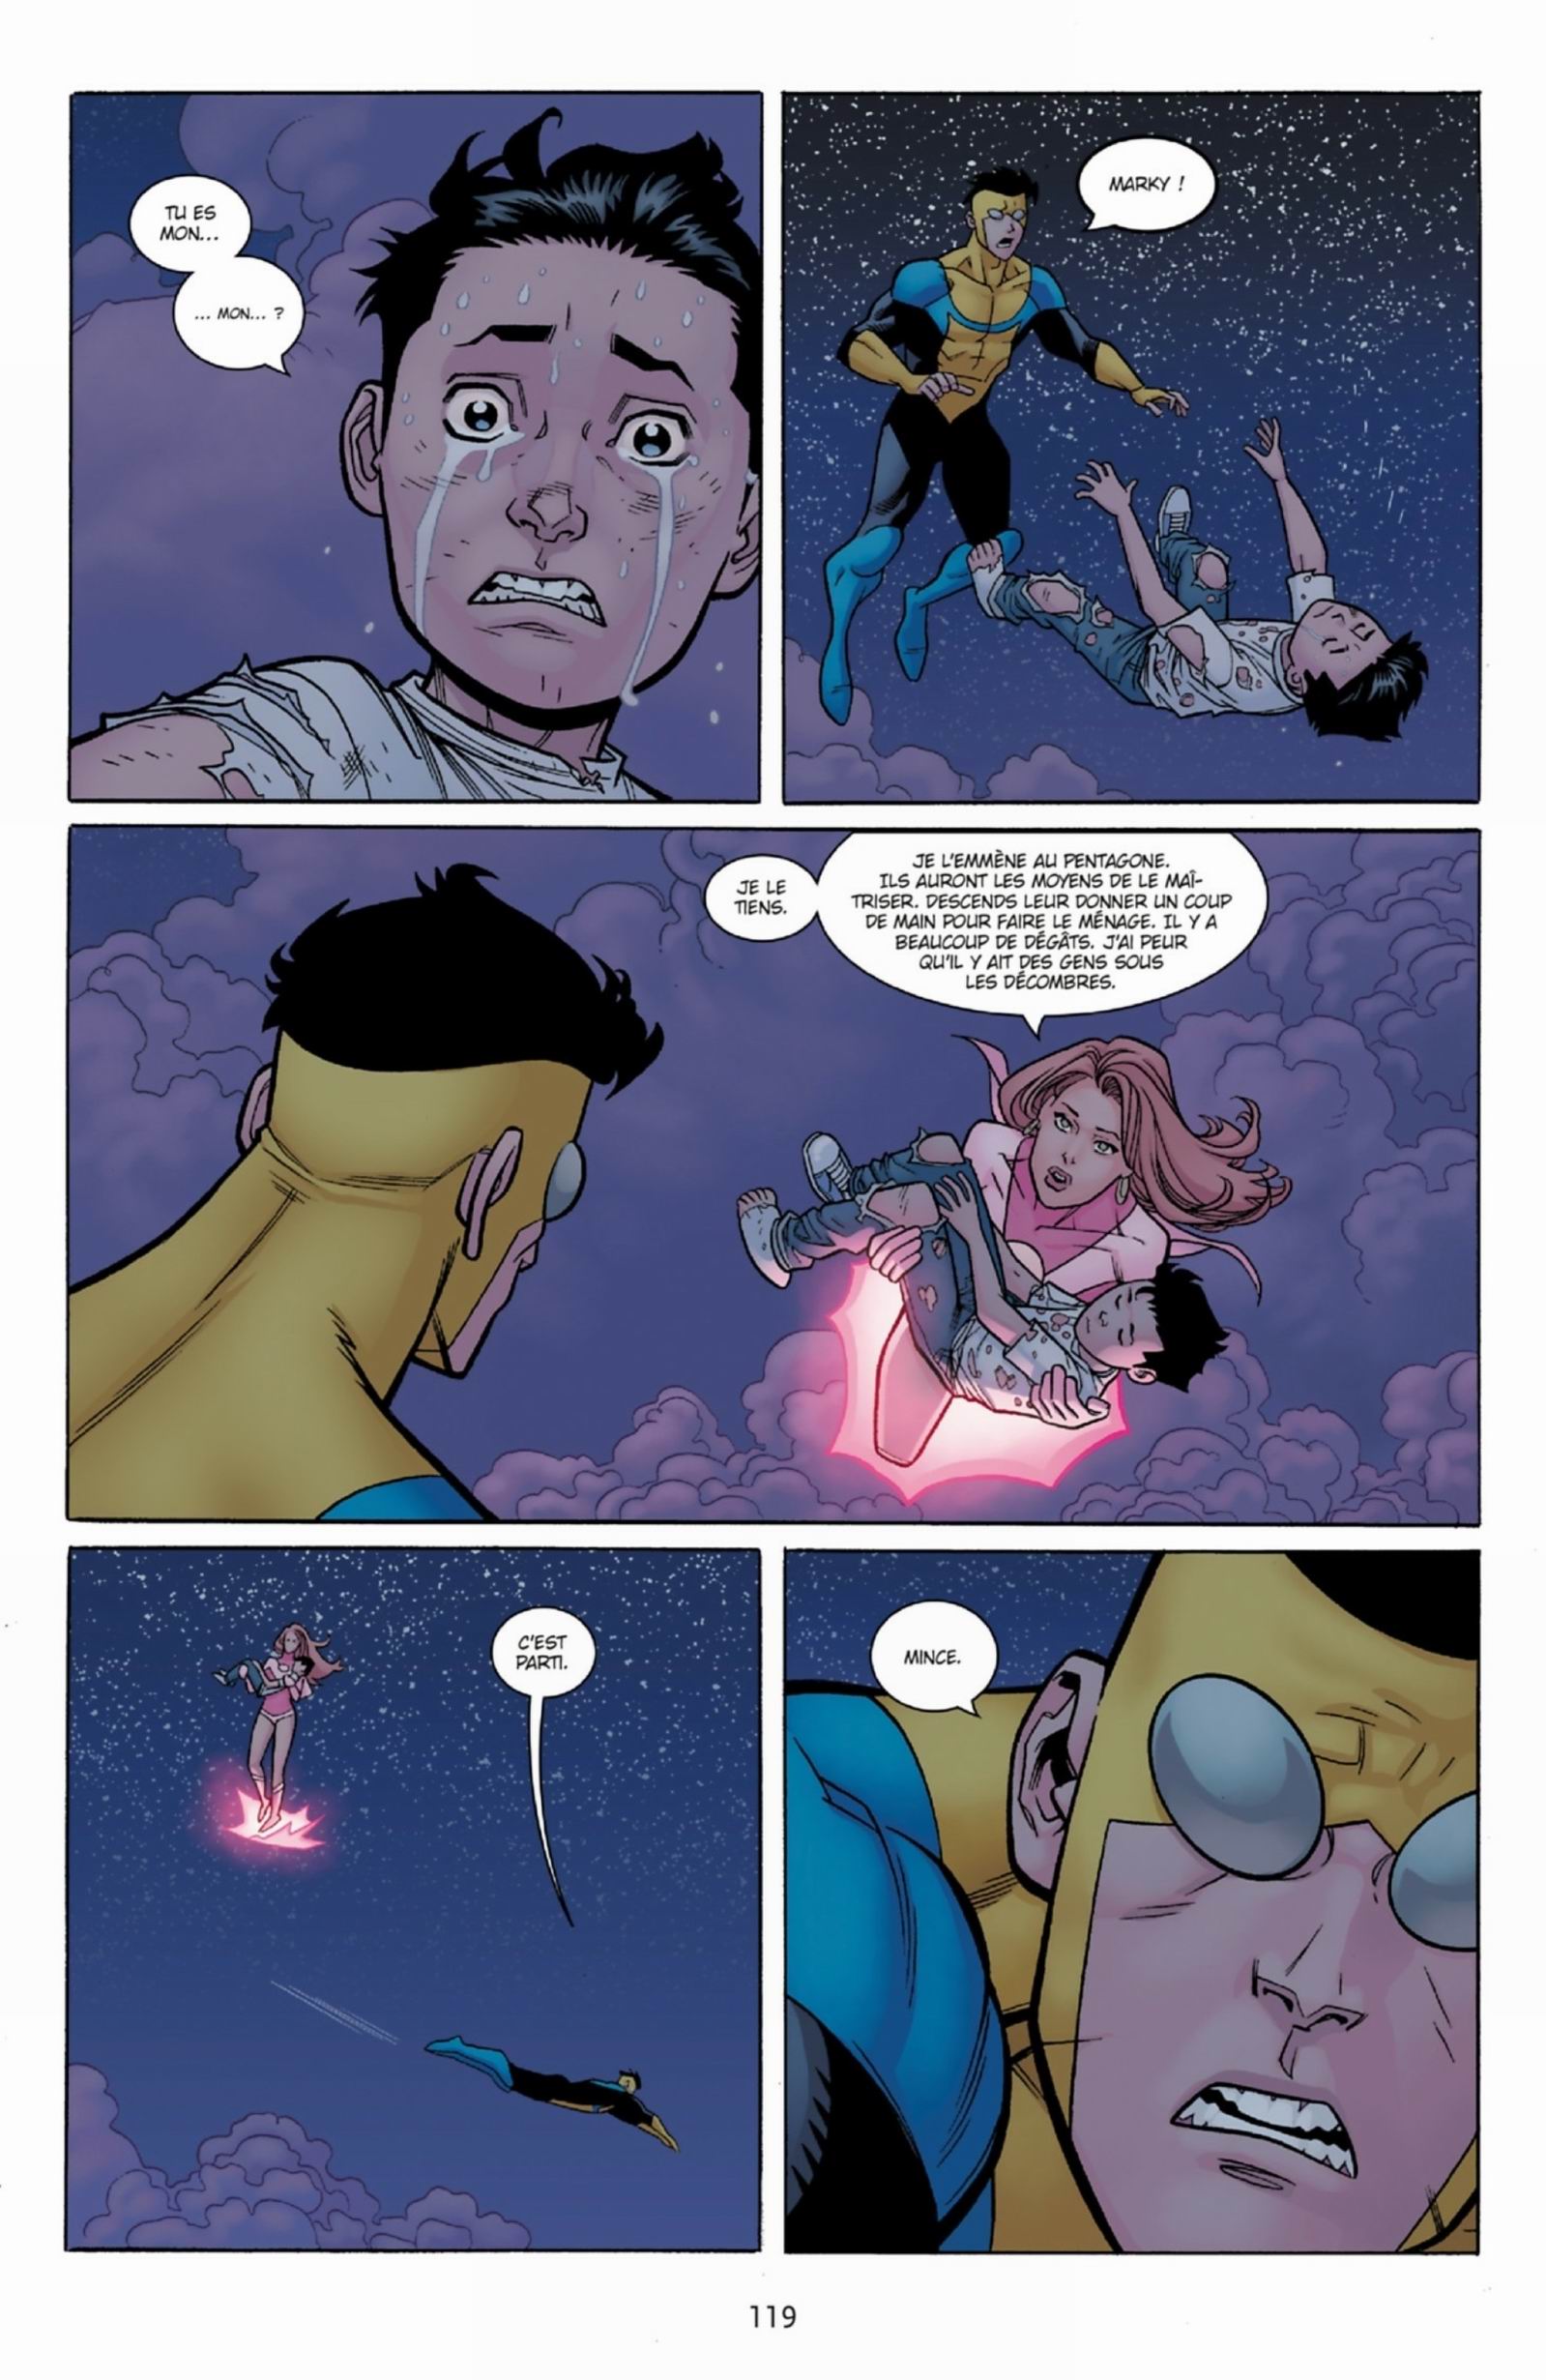 TU ES
MON...
... MON... ?
MARKY !
JE LE
TIENS.
JE L'EMMÈNE AU PENTAGONE.
ILS AURONT LES MOYENS DE LE MAÎ-
TRISER. DESCENDS LEUR DONNER UN COUP
DE MAIN POUR FAIRE LE MÉNAGE. IL Y A
BEAUCOUP DE DÉGÂTS. J'AI PEUR
QU'IL Y AIT DES GENS SOUS
LES DÉCOMBRES.
C'EST
PARTI.
MINCE.
119